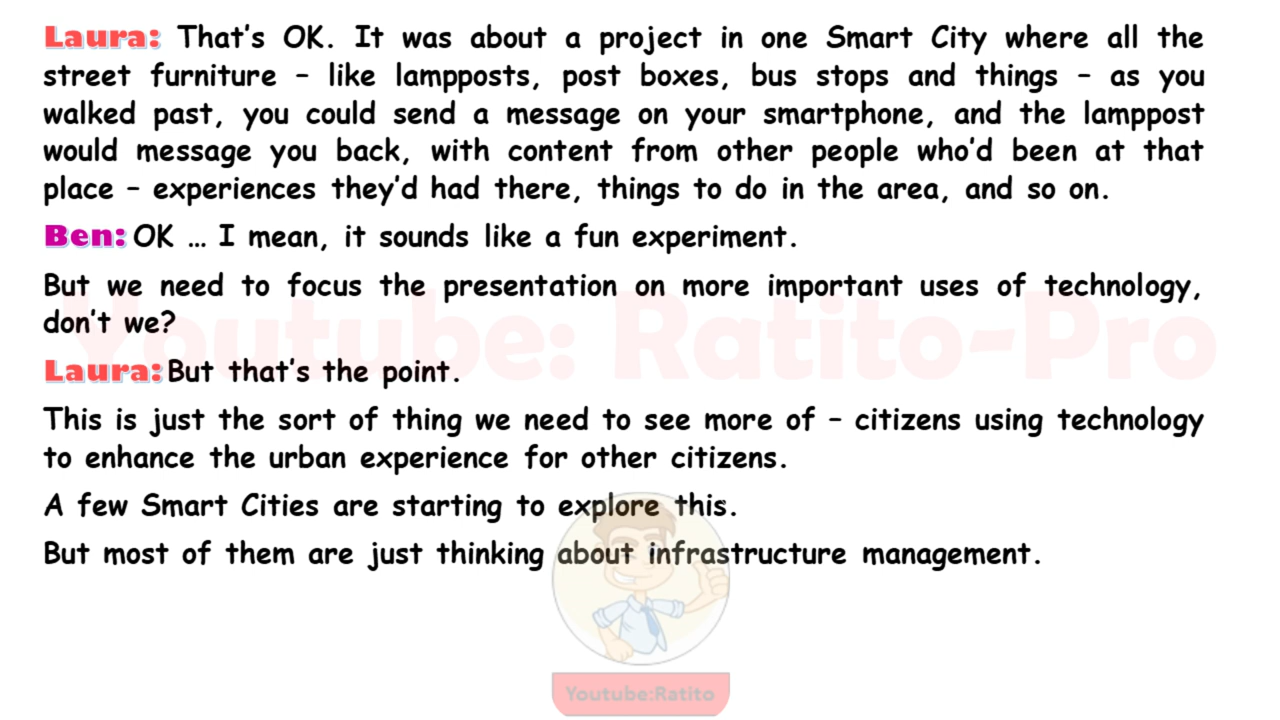 Laura: That's OK. It was about a project in one Smart City where all the
street furniture – like lampposts, post boxes, bus stops and things – as you
walked past, you could send a message on your smartphone, and the lamppost
would message you back, with content from other people who'd been at that
place – experiences they'd had there, things to do in the area, and so on.
Ben: OK … I mean, it sounds like a fun experiment.
But we need to focus the presentation on more important uses of technology,
don't we?
Youtube: Ratito-Pro
Laura: But that's the point.
This is just the sort of thing we need to see more of – citizens using technology
to enhance the urban experience for other citizens.
A few Smart Cities are starting to explore this.
But most of them are just thinking about infrastructure management.
Youtube:Ratito